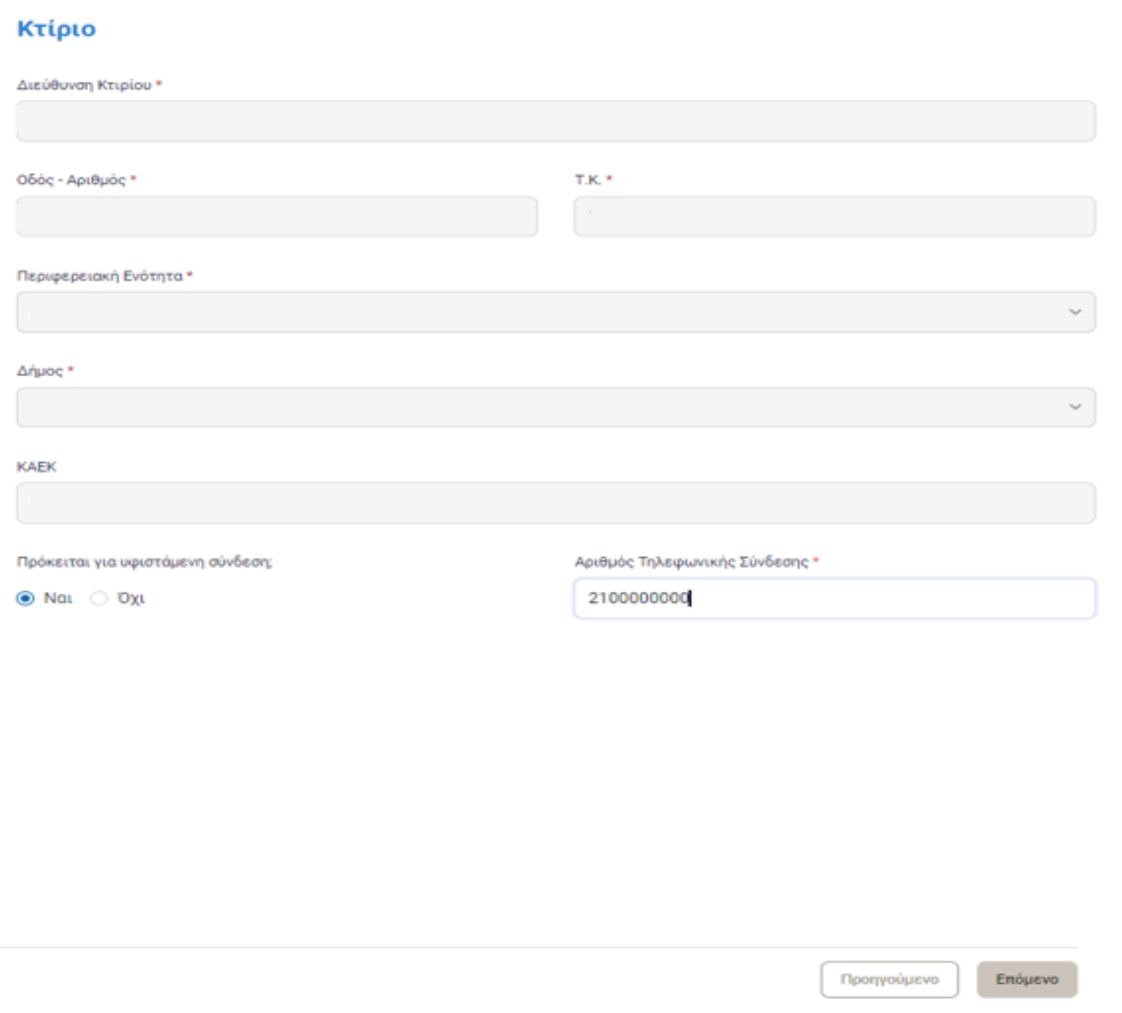 Κτίριο
Διεύθυνση Κτιρίου *
Οδός - Αριθμός * Τ.Κ. *
Περιφερειακή Ενότητα *
Δήμος *
ΚΑΕΚ
Πρόκειται για υφιστάμενη σύνδεση; Αριθμός Τηλεφωνικής Σύνδεσης *
Ναι Όχι 2100000000
Προηγούμενο Επόμενο